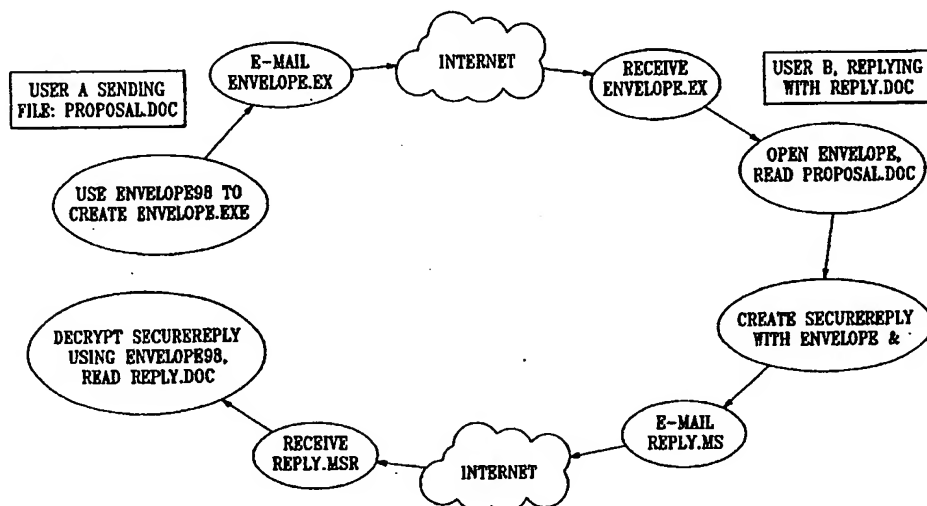 USER A SENDING
FILE: PROPOSAL.DOC
USE ENVELOPE98 TO
CREATE ENVELOPE.EXE
E-MAIL
ENVELOPE.EX
INTERNET
RECEIVE
ENVELOPE.EX
USER B, REPLYING
WITH REPLY.DOC
OPEN ENVELOPE,
READ PROPOSAL.DOC
CREATE SECUREREPLY
WITH ENVELOPE &
E-MAIL
REPLY.MS
INTERNET
RECEIVE
REPLY.MSR
DECRYPT SECUREREPLY
USING ENVELOPE98,
READ REPLY.DOC